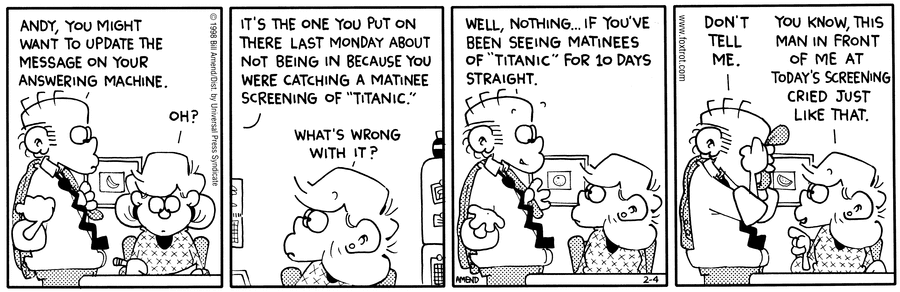 ANDY, YOU MIGHT
WANT TO UPDATE THE
MESSAGE ON YOUR
ANSWERING MACHINE.
OH?
© 1998 Bill Amend/Dist. by Universal Press Syndicate
IT'S THE ONE YOU PUT ON
THERE LAST MONDAY ABOUT
NOT BEING IN BECAUSE YOU
WERE CATCHING A MATINEE
SCREENING OF "TITANIC."
WHAT'S WRONG
WITH IT?
WELL, NOTHING... IF YOU'VE
BEEN SEEING MATINEES
OF "TITANIC" FOR 10 DAYS
STRAIGHT.
AMEND
2-4
www.foxtrot.com
DON'T
TELL
ME.
YOU KNOW, THIS
MAN IN FRONT
OF ME AT
TODAY'S SCREENING
CRIED JUST
LIKE THAT.